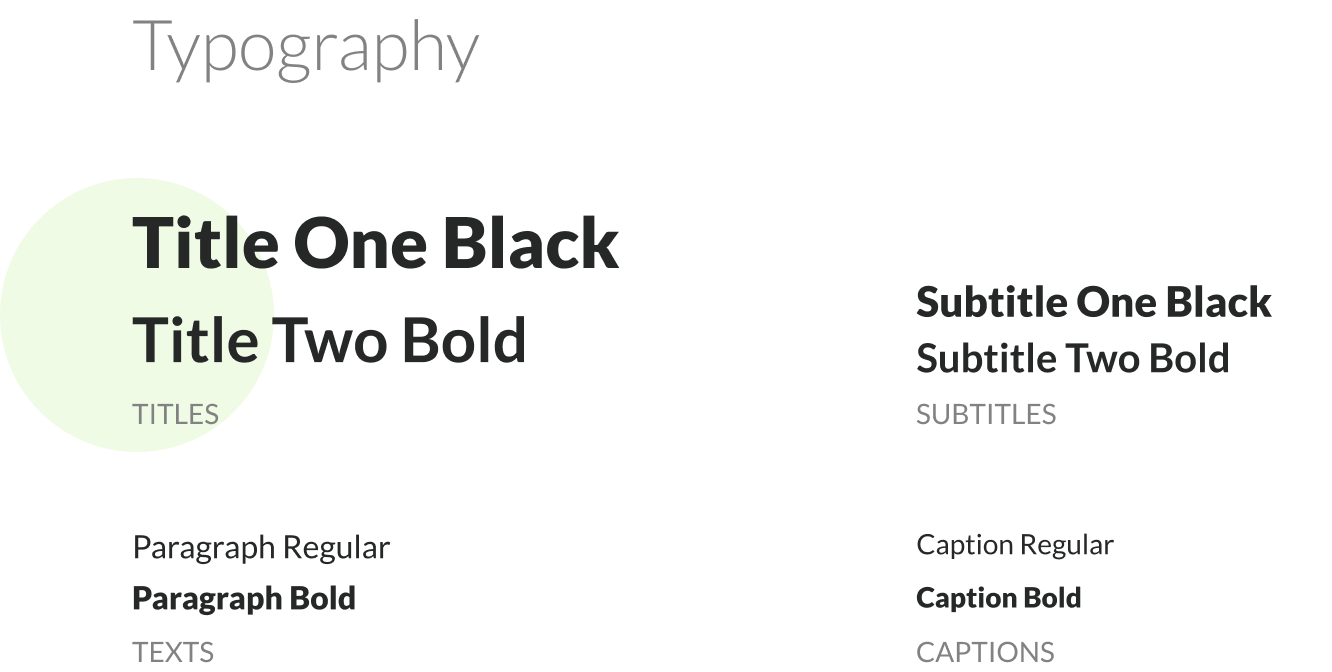 Typography
Title One Black
Title Two Bold
TITLES
Subtitle One Black
Subtitle Two Bold
SUBTITLES
Paragraph Regular
Paragraph Bold
TEXTS
Caption Regular
Caption Bold
CAPTIONS